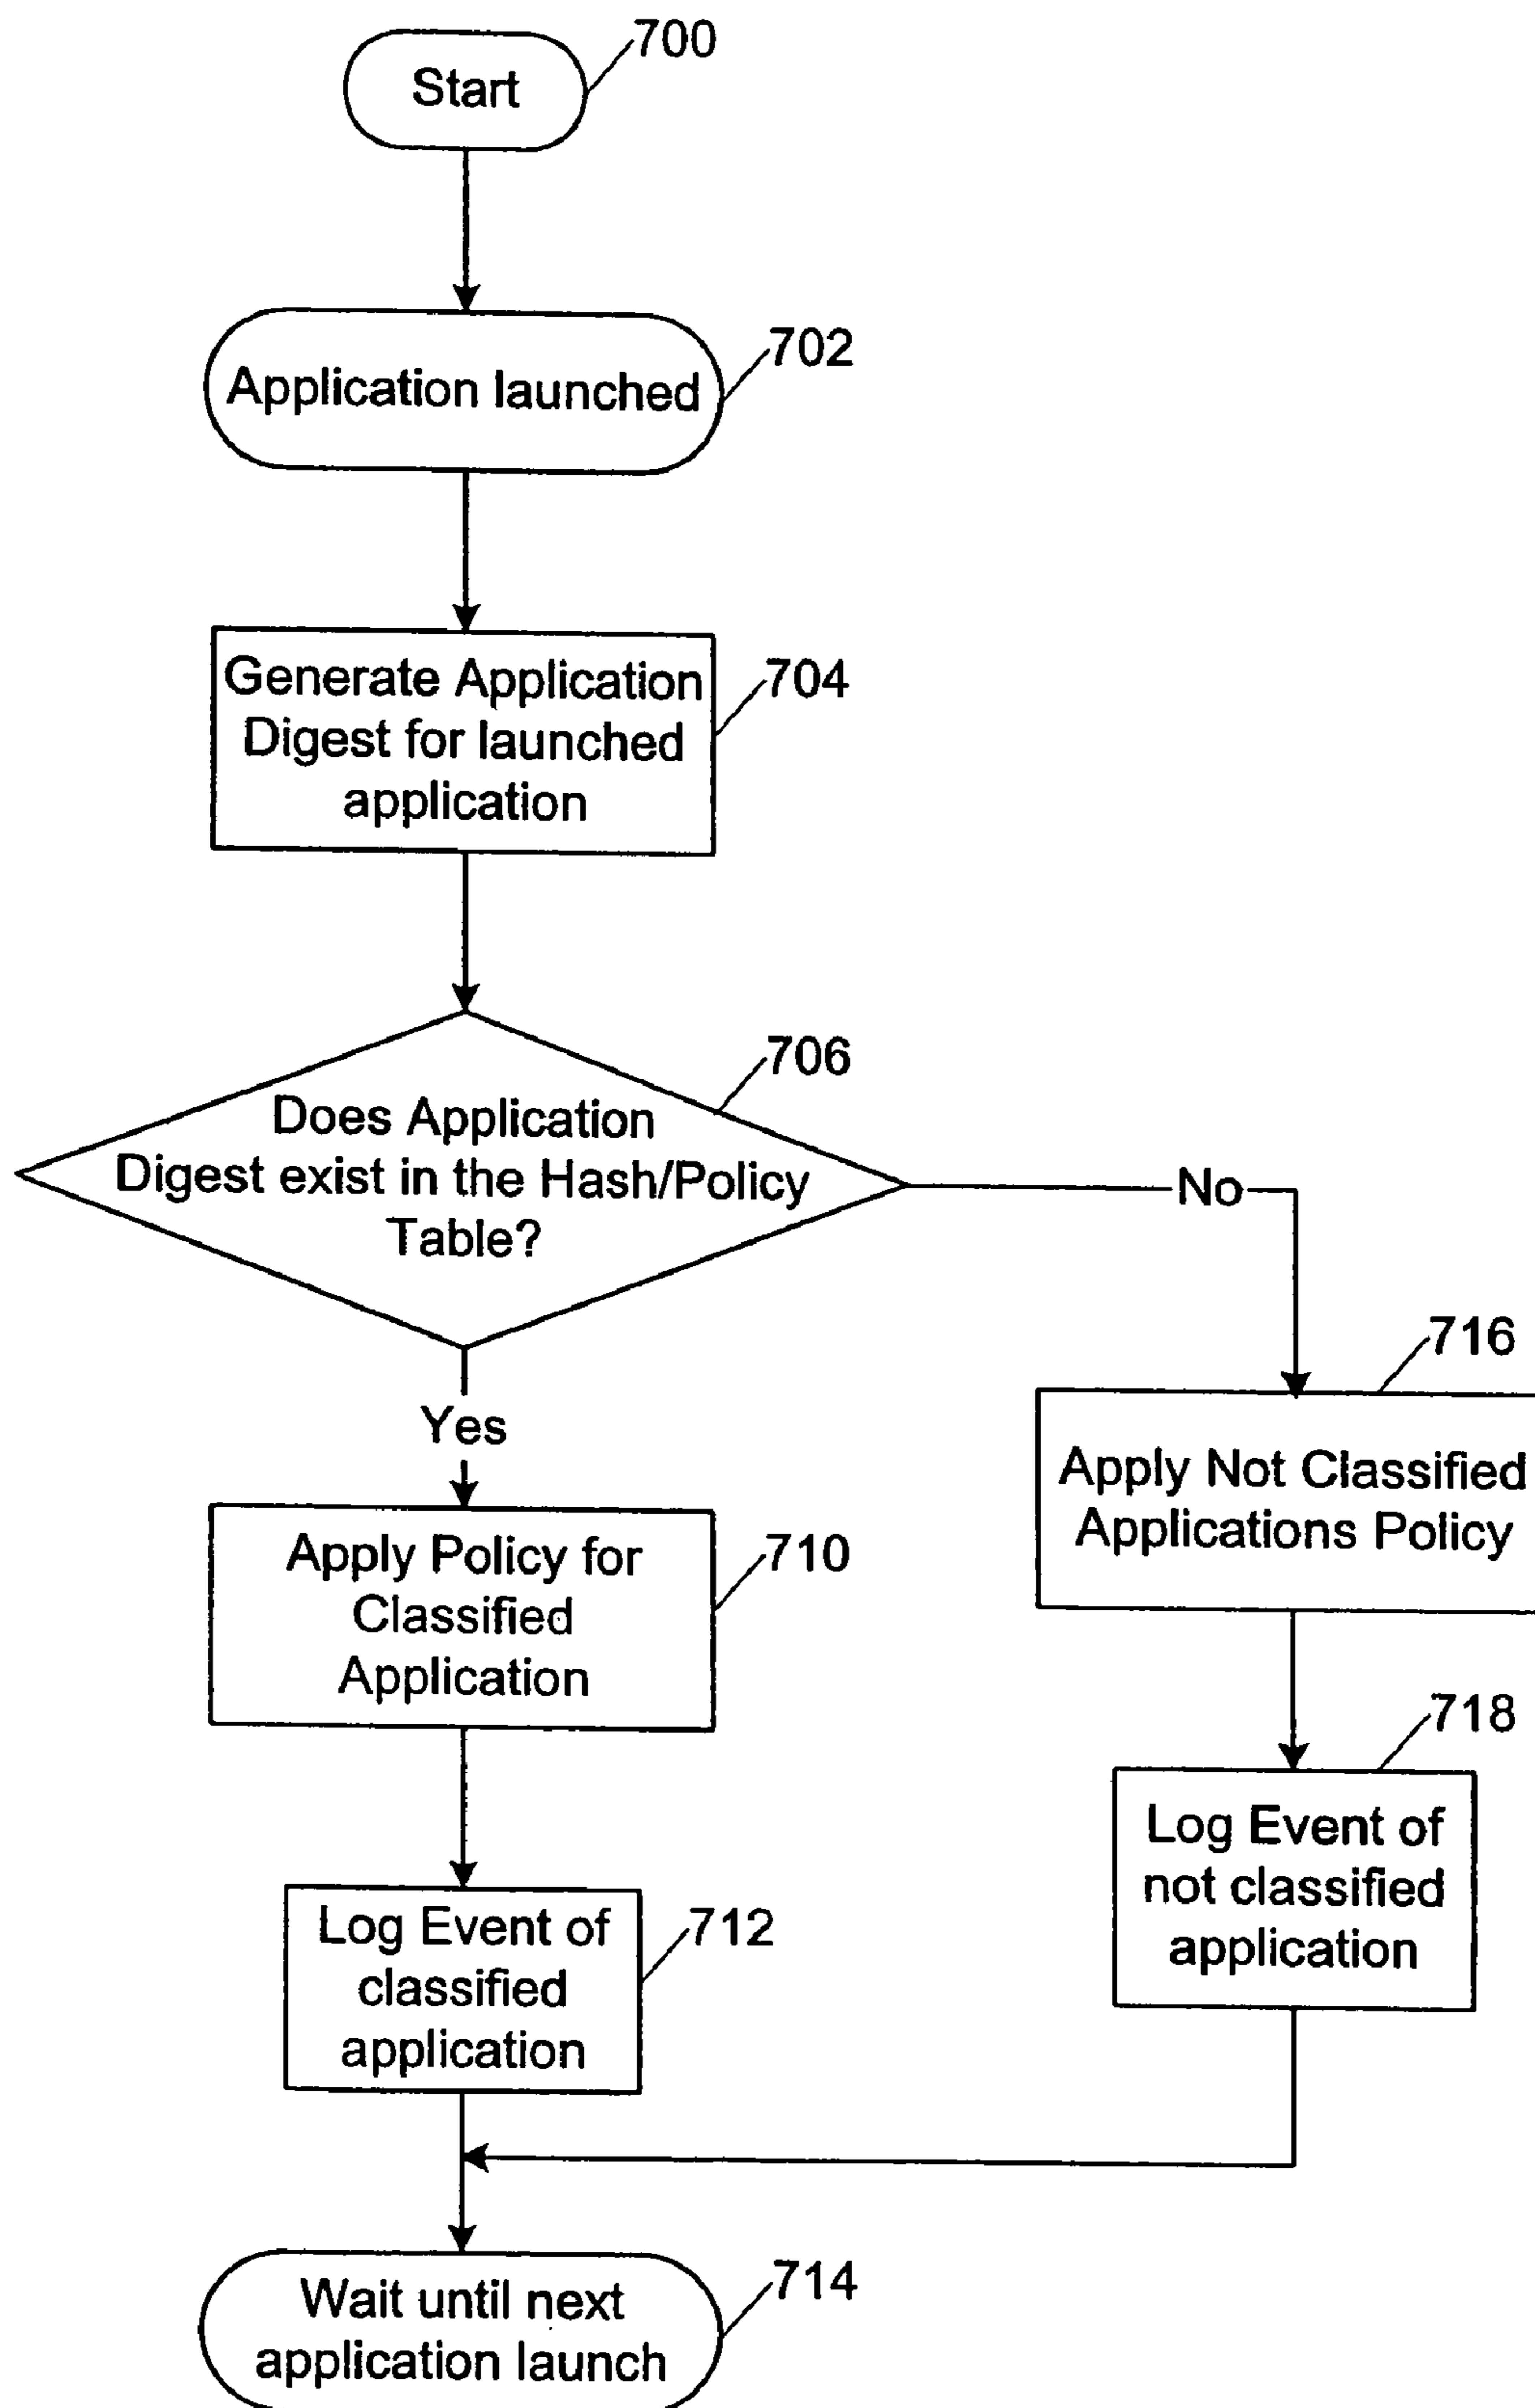 700
Start
702
Application launched
704
Generate Application
Digest for launched
application
706
Does Application
Digest exist in the Hash/Policy
Table?
No
Yes
716
Apply Not Classified
Applications Policy
710
Apply Policy for
Classified
Application
718
Log Event of
not classified
application
712
Log Event of
classified
application
714
Wait until next
application launch